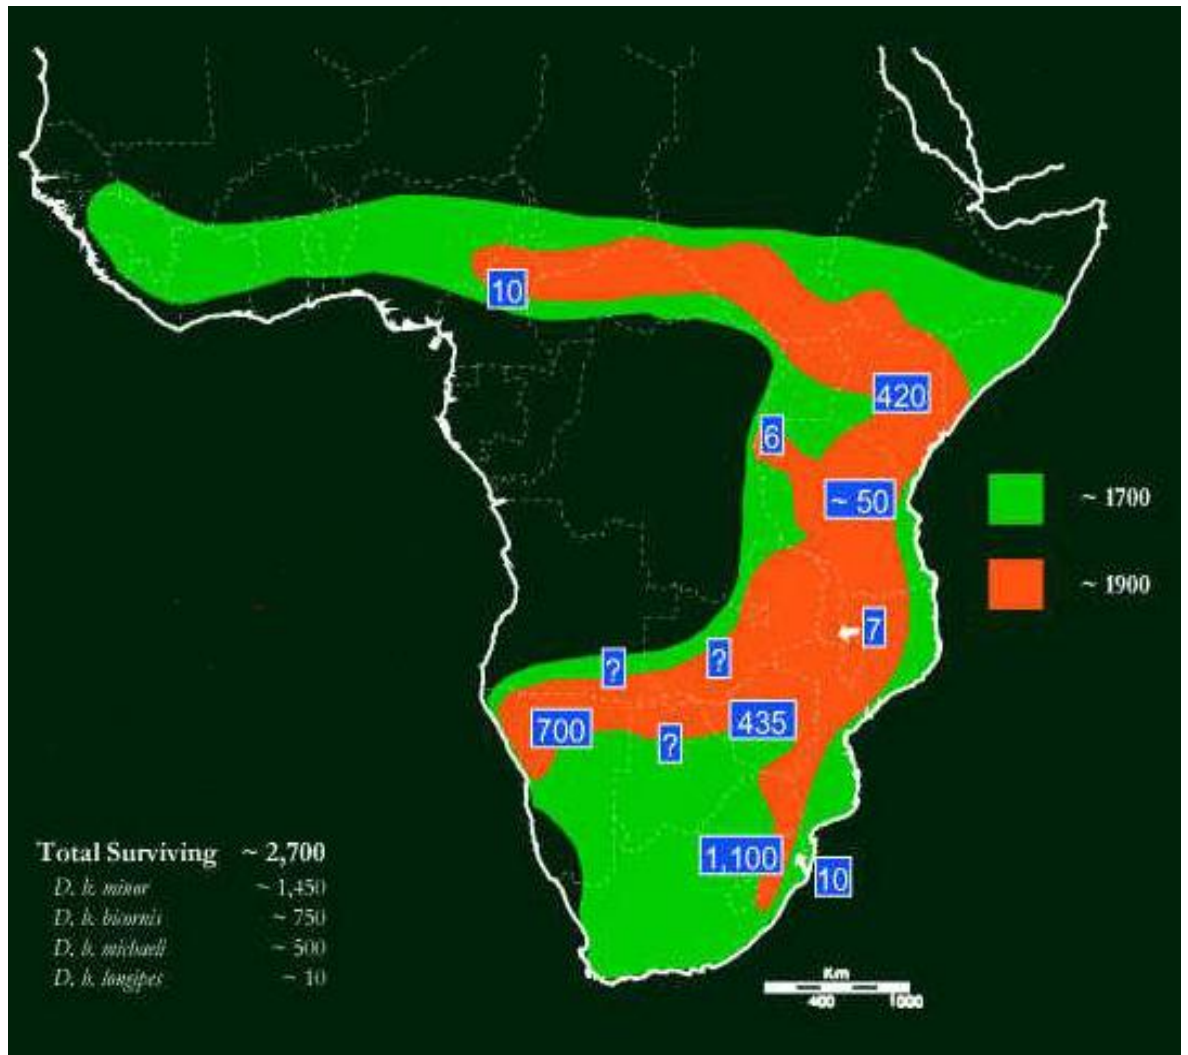 10
420
6
~ 50
~ 1700
~ 1900
7
?
?
700
435
?
1,100
10
Total Surviving ~ 2,700
D. b. minor ~ 1,450
D. b. bicornis ~ 750
D. b. michaeli ~ 500
D. b. longipes ~ 10
Km
400 1000